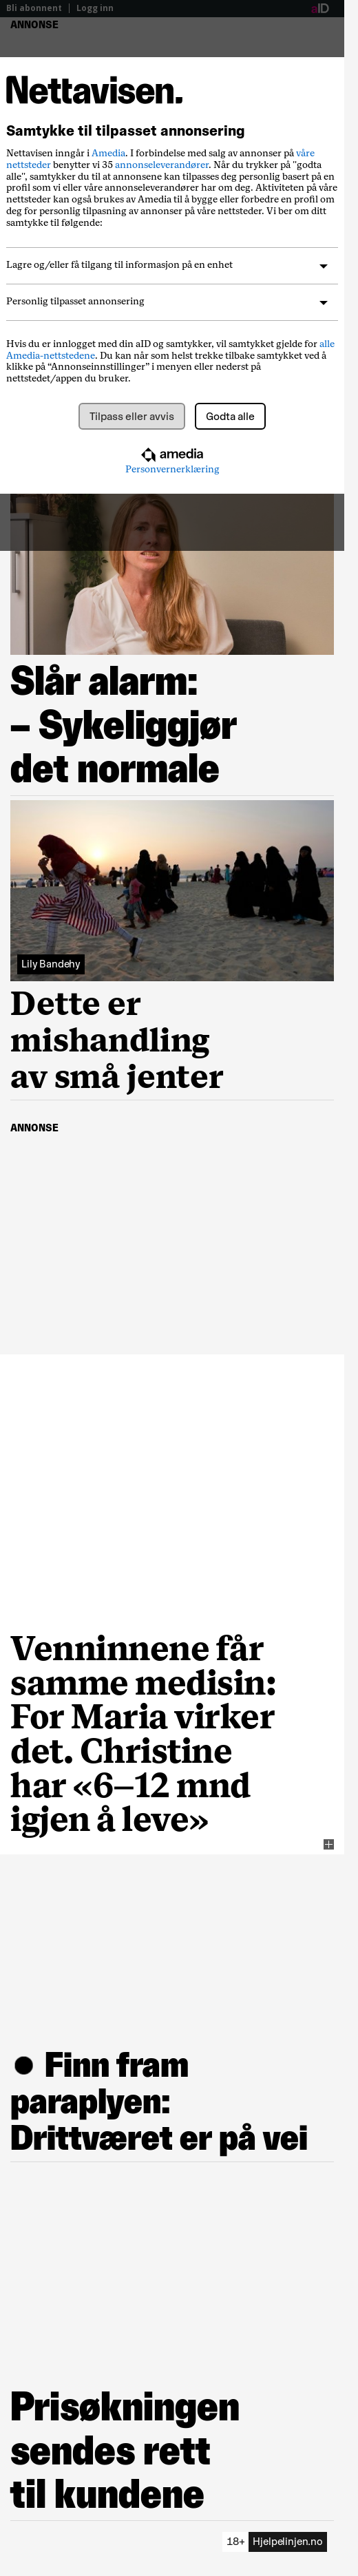 Bli abonnent | Logg inn
aID
ANNONSE
Nettavisen.
Samtykke til tilpasset annonsering
Nettavisen inngår i Amedia. I forbindelse med salg av annonser på våre
nettsteder benytter vi 35 annonseleverandører. Når du trykker på "godta
alle", samtykker du til at annonsene kan tilpasses deg personlig basert på en
profil som vi eller våre annonseleverandører har om deg. Aktiviteten på våre
nettsteder kan også brukes av Amedia til å bygge eller forbedre en profil om
deg for personlig tilpasning av annonser på våre nettsteder. Vi ber om ditt
samtykke til følgende:
Lagre og/eller få tilgang til informasjon på en enhet
Personlig tilpasset annonsering
Hvis du er innlogget med din aID og samtykker, vil samtykket gjelde for alle
Amedia-nettstedene. Du kan når som helst trekke tilbake samtykket ved å
klikke på “Annonseinnstillinger” i menyen eller nederst på
nettstedet/appen du bruker.
Tilpass eller avvis
Godta alle
amedia
Personvernerklæring
Slår alarm:
– Sykeliggjør
det normale
Lily Bandehy
Dette er
mishandling
av små jenter
ANNONSE
Venninnene får
samme medisin:
For Maria virker
det. Christine
har «6–12 mnd
igjen å leve»
● Finn fram
paraplyen:
Drittværet er på vei
Prisøkningen
sendes rett
til kundene
18+ Hjelpelinjen.no